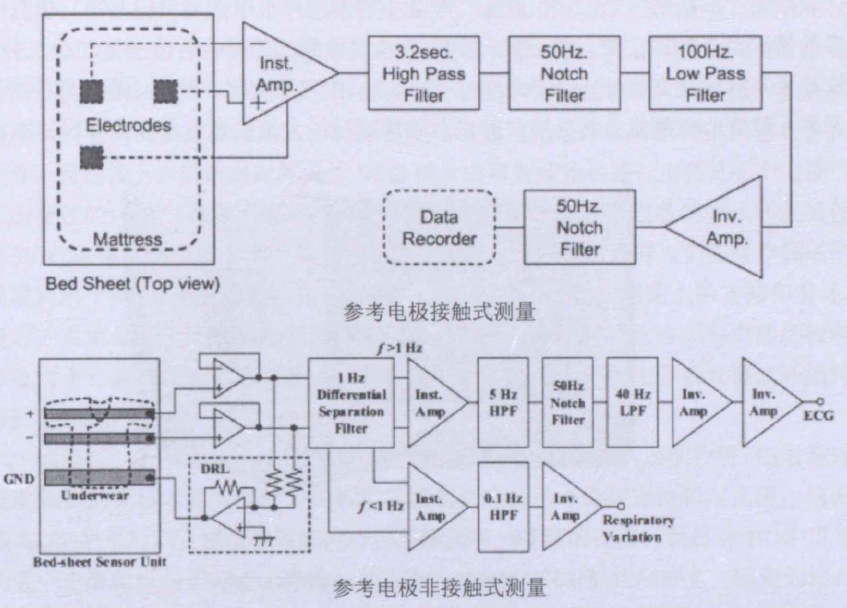 Inst.
Amp.
+
Electrodes
Mattress
Bed Sheet (Top view)
3.2sec.
High Pass
Filter
50Hz.
Notch
Filter
100Hz.
Low Pass
Filter
Inv.
Amp.
50Hz.
Notch
Filter
Data
Recorder
参考电极接触式测量
+
−
GND
Underwear
Bed-sheet Sensor Unit
−
+
−
+
DRL
−
+
1 Hz
Differential
Separation
Filter
f>1 Hz
Inst.
Amp
5 Hz
HPF
50Hz
Notch
Filter
40 Hz
LPF
Inv.
Amp
Inv.
Amp
ECG
f<1 Hz
Inst.
Amp
0.1 Hz
HPF
Inv.
Amp
Respiratory
Variation
参考电极非接触式测量